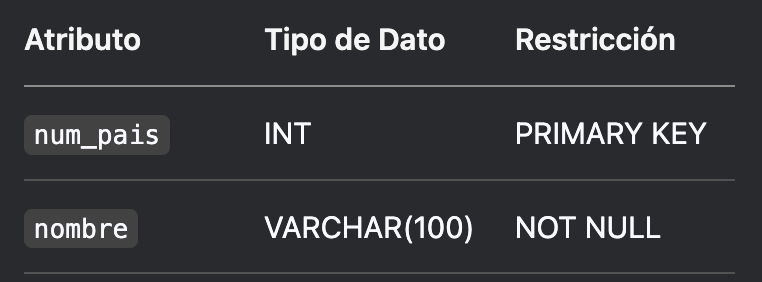 Atributo Tipo de Dato Restricción
num_pais INT PRIMARY KEY
nombre VARCHAR(100) NOT NULL